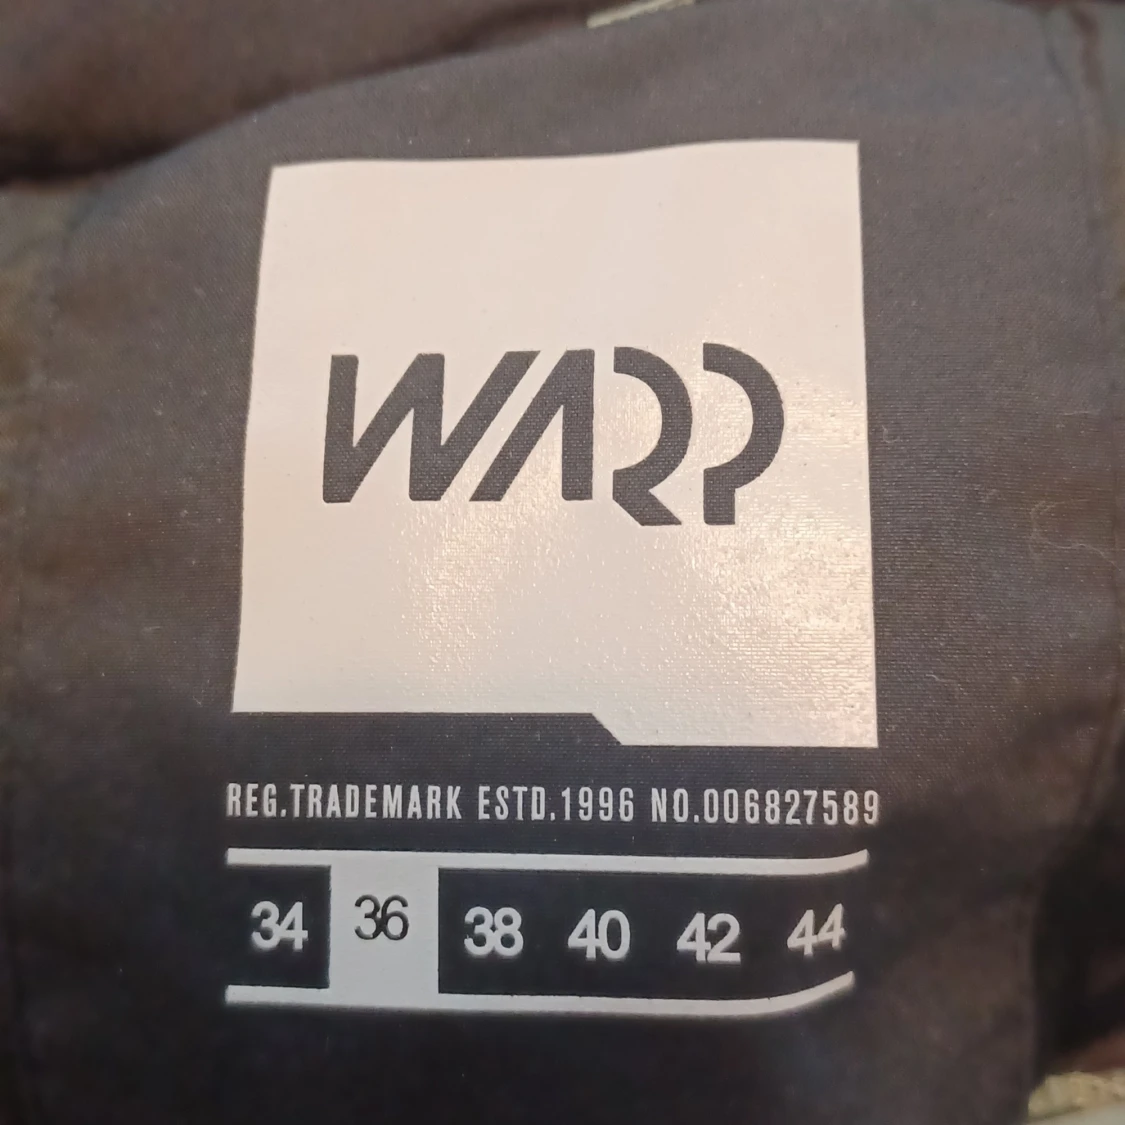 WARP
REG.TRADEMARK ESTD.1996 NO.006827589
34 36 38 40 42 44